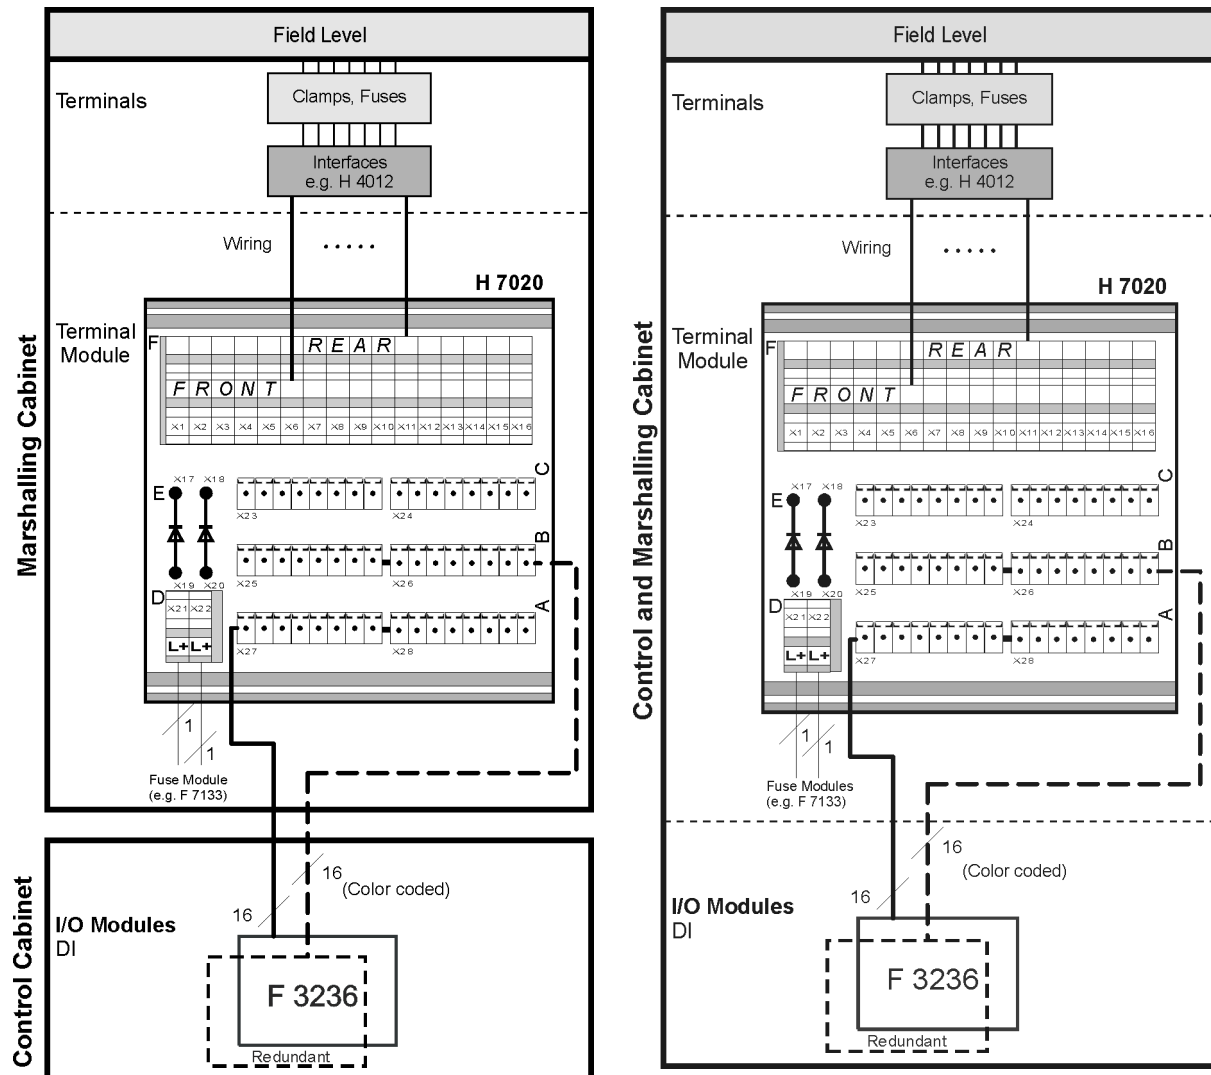 Field Level
Terminals
Clamps, Fuses
Interfaces
e.g. H 4012
Wiring
.....
H 7020
Terminal
Module
F
REAR
FRONT
X1 X2 X3 X4 X5 X6 X7 X8 X9 X10 X11 X12 X13 X14 X15 X16
E
X17 X18
C
X23 X24
B
X19 X20
X25 X26
D
X21 X22
A
L+ L+
X27 X28
1
1
Fuse Module
(e.g. F 7133)
Marshalling Cabinet
16
(Color coded)
16
I/O Modules
DI
F 3236
Redundant
Control Cabinet
Field Level
Terminals
Clamps, Fuses
Interfaces
e.g. H 4012
Wiring
.....
H 7020
Terminal
Module
F
REAR
FRONT
X1 X2 X3 X4 X5 X6 X7 X8 X9 X10 X11 X12 X13 X14 X15 X16
E
X17 X18
C
X23 X24
B
X19 X20
X25 X26
D
X21 X22
A
L+ L+
X27 X28
1
1
Fuse Modules
(e.g. F 7133)
Control and Marshalling Cabinet
16
(Color coded)
16
I/O Modules
DI
F 3236
Redundant